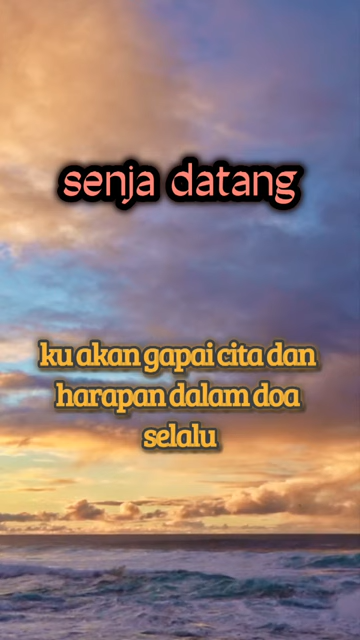 senja datang
ku akan gapai cita dan
harapan dalam doa
selalu